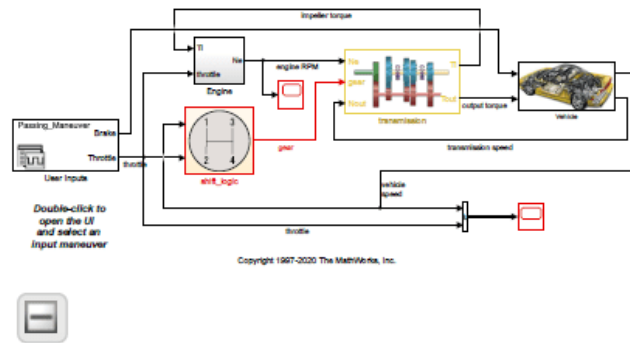 impeller torque
Ti
Ne
throttle
Engine
engine RPM
Ne
gear
Nout
Ti
Tout
transmission
output torque
Vehicle
transmission speed
Passing_Maneuver
Brake
Throttle
User Inputs
throttle
1 3
2 4
shift_logic
gear
vehicle
speed
throttle
Double-click to
open the UI
and select an
input maneuver
Copyright 1997-2020 The MathWorks, Inc.